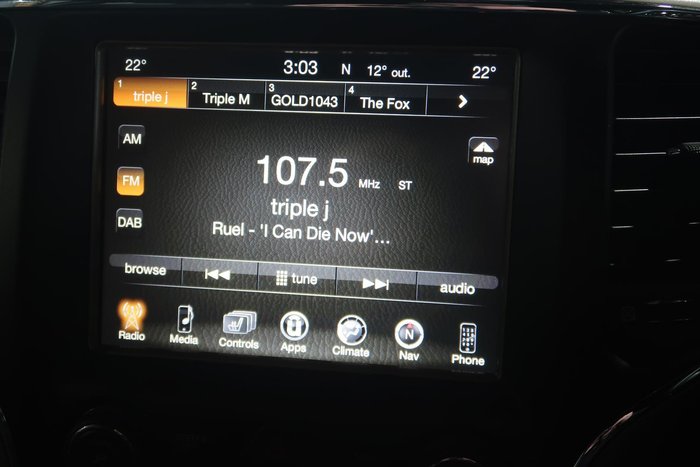 22° 3:03 N 12° out. 22°
1 triple j 2 Triple M 3 GOLD1043 4 The Fox
AM
map
107.5 MHz ST
FM
triple j
DAB
Ruel - 'I Can Die Now'...
browse tune audio
Radio Media Controls Apps Climate N Nav Phone